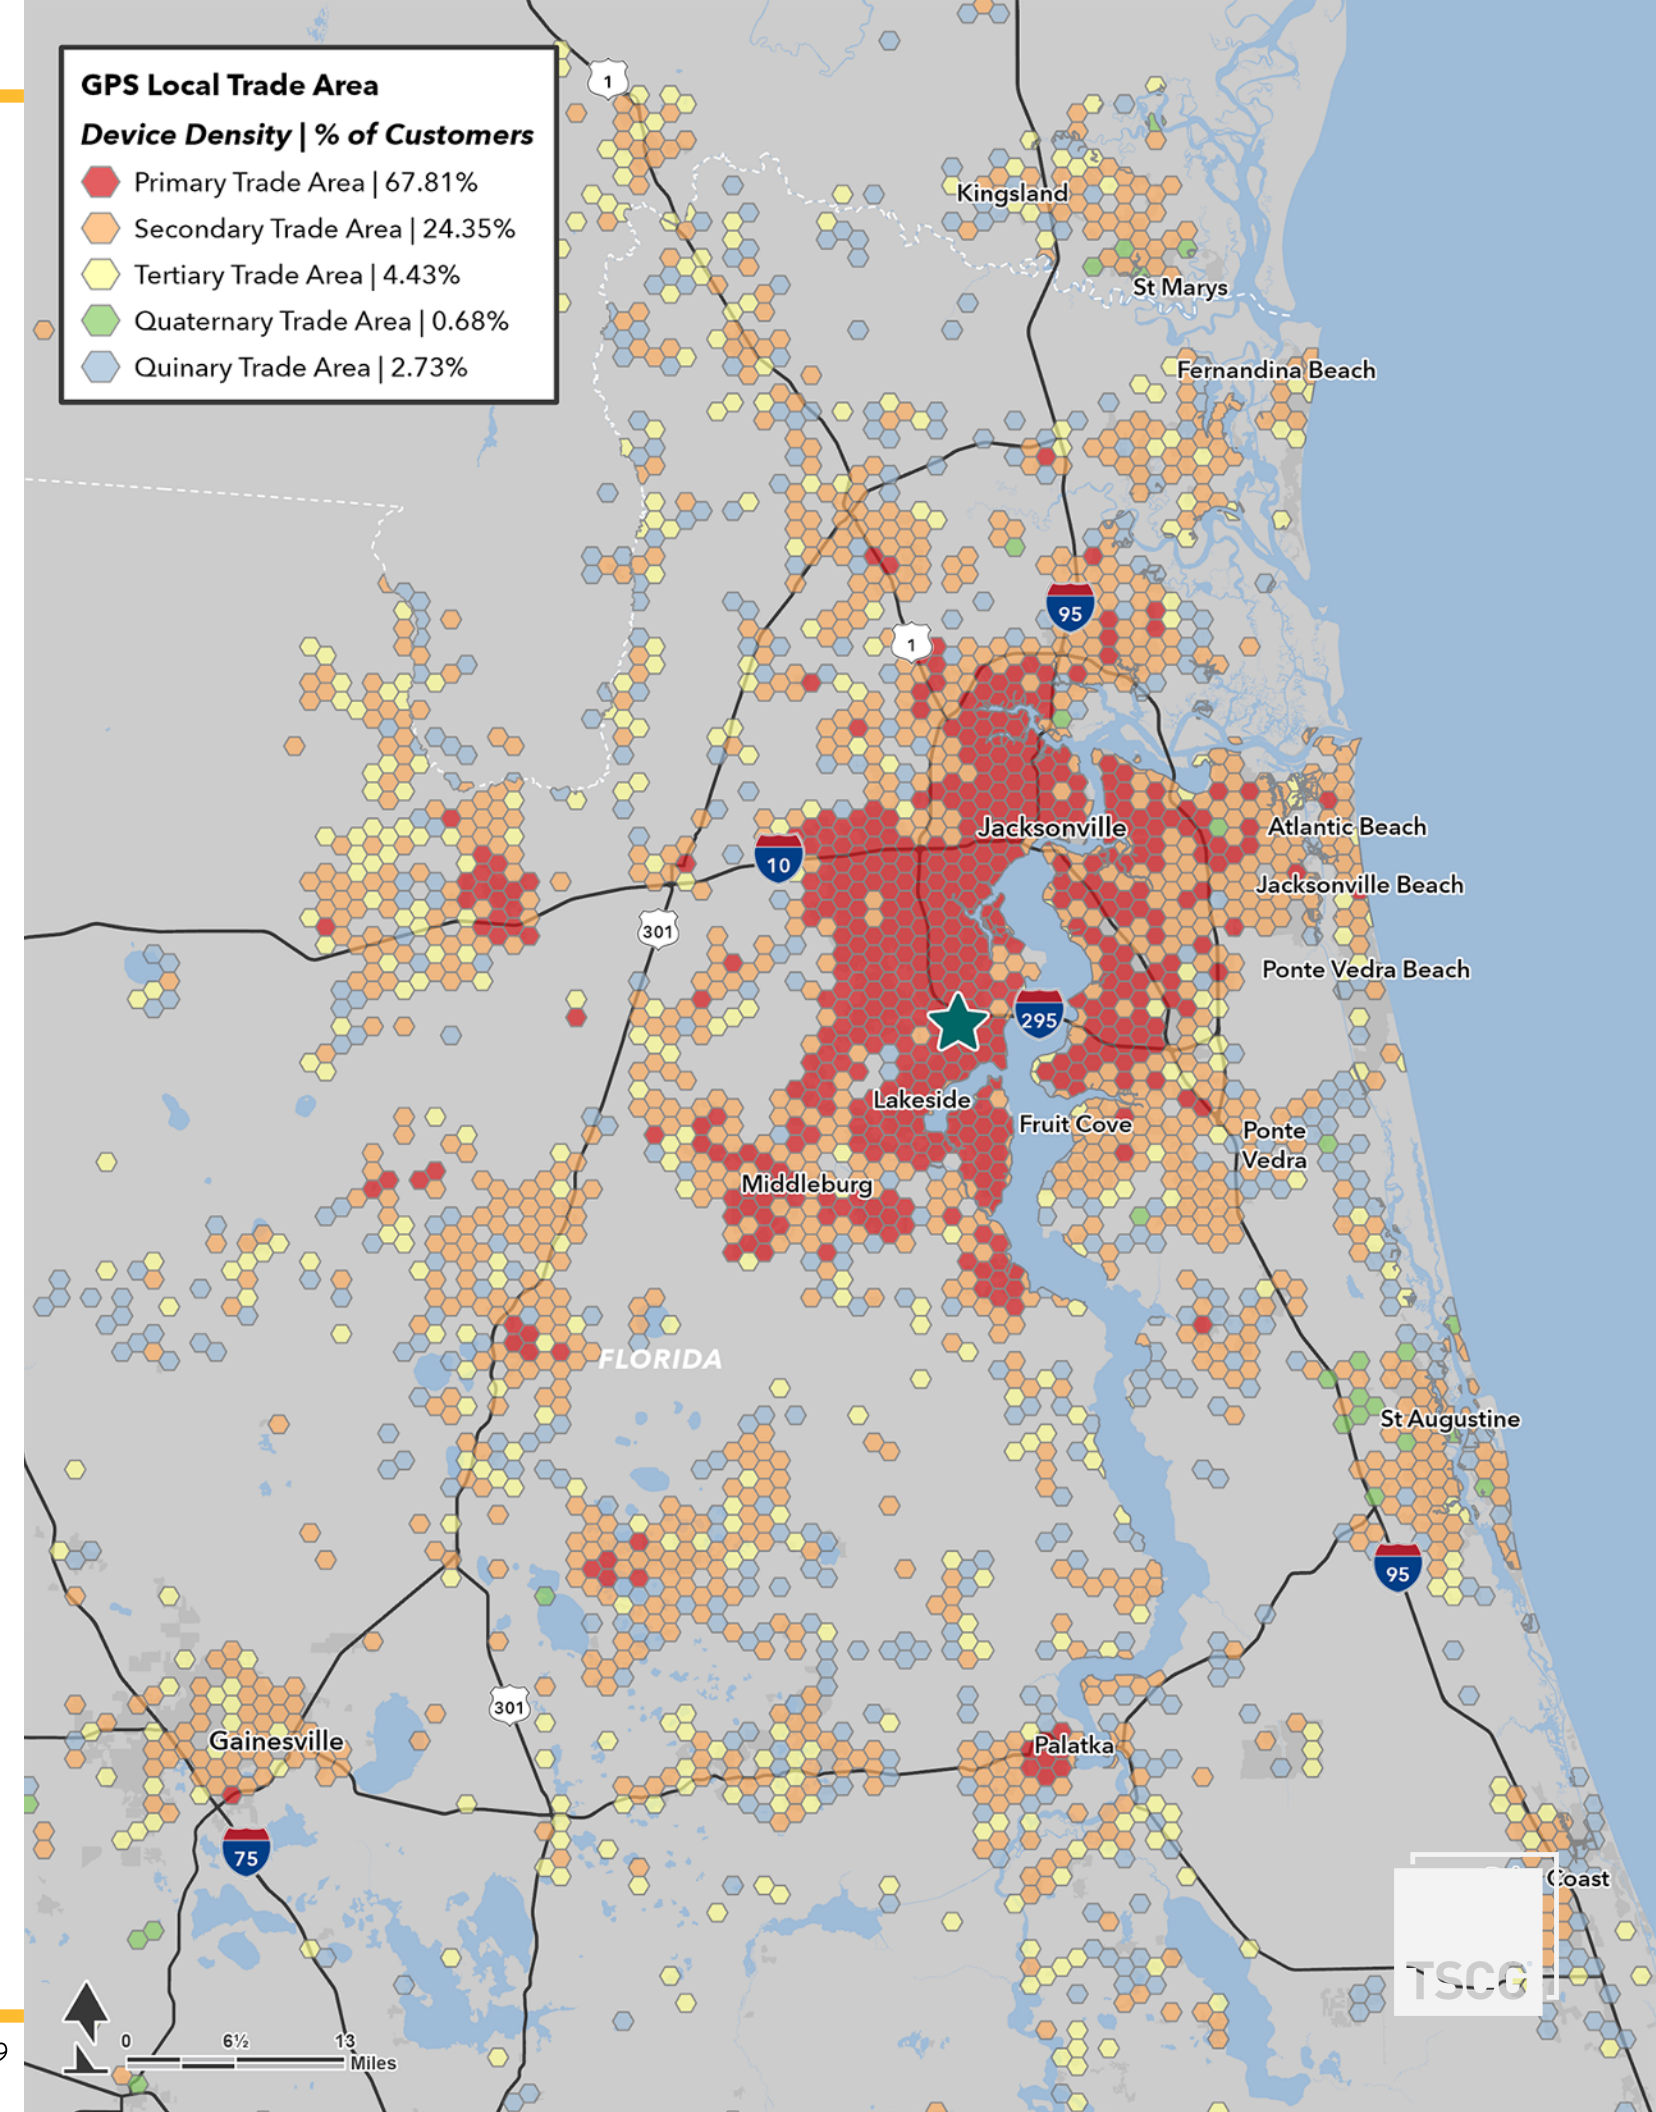 GPS Local Trade Area
Device Density | % of Customers
Primary Trade Area | 67.81%
Secondary Trade Area | 24.35%
Tertiary Trade Area | 4.43%
Quaternary Trade Area | 0.68%
Quinary Trade Area | 2.73%
1
Kingsland
St Marys
Fernandina Beach
95
1
Jacksonville
Atlantic Beach
10
Jacksonville Beach
301
Ponte Vedra Beach
295
Lakeside
Fruit Cove
Ponte
Vedra
Middleburg
FLORIDA
St Augustine
95
301
Gainesville
Palatka
75
Coast
TSCG
0 6½ 13
Miles
9